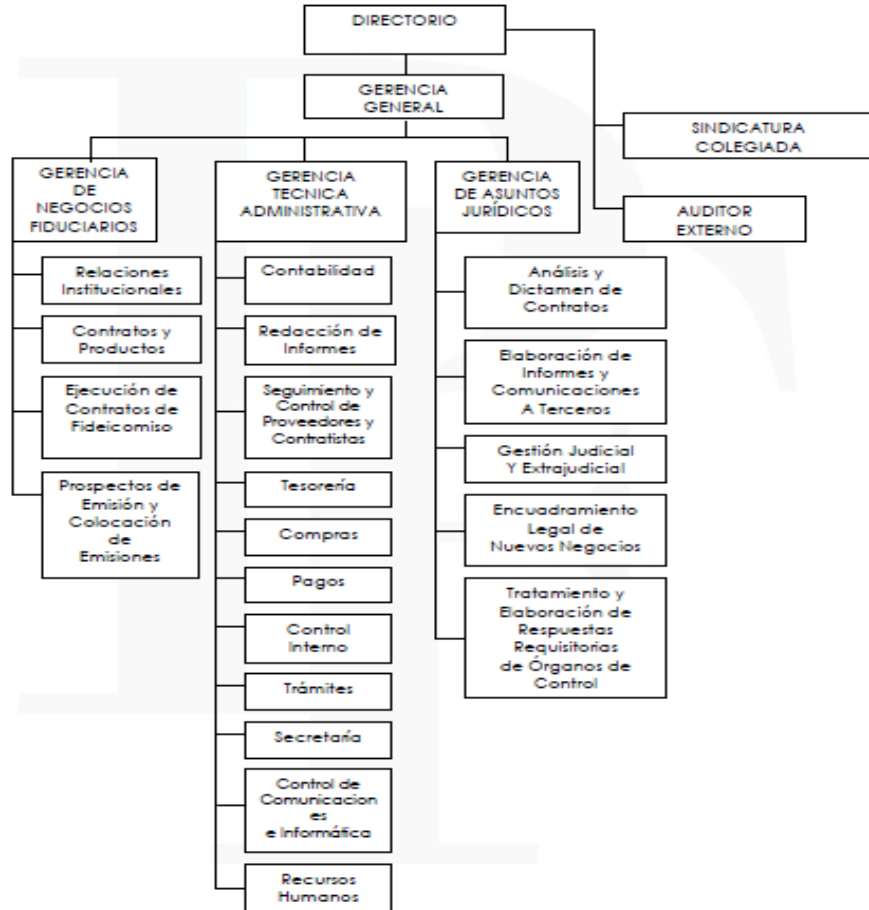 DIRECTORIO
GERENCIA
GENERAL
SINDICATURA
COLEGIADA
AUDITOR
EXTERNO
GERENCIA
DE
NEGOCIOS
FIDUCIARIOS
Relaciones
Institucionales
Contratos y
Productos
Ejecución de
Contratos de
Fideicomiso
Prospectos de
Emisión y
Colocación
de
Emisiones
GERENCIA
TECNICA
ADMINISTRATIVA
Contabilidad
Redacción de
Informes
Seguimiento y
Control de
Proveedores y
Contratistas
Tesorería
Compras
Pagos
Control
Interno
Trámites
Secretaría
Control de
Comunicacion
es
e Informática
Recursos
Humanos
GERENCIA
DE ASUNTOS
JURÍDICOS
Análisis y
Dictamen de
Contratos
Elaboración de
Informes y
Comunicaciones
A Terceros
Gestión Judicial
Y Extrajudicial
Encuadramiento
Legal de
Nuevos Negocios
Tratamiento y
Elaboración de
Respuestas
Requisitorias
de Órganos de
Control